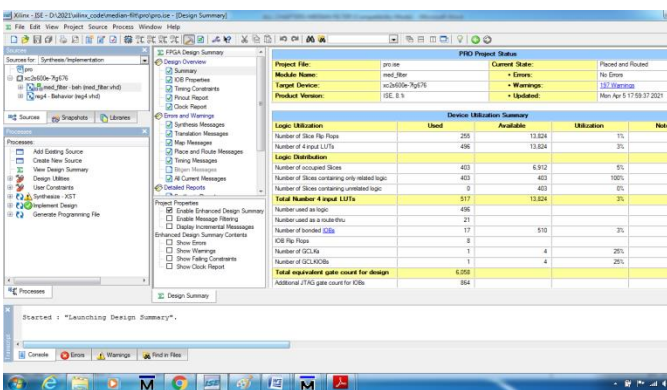 Xilinx - ISE - D:\2021\xilinx_code\median-filt\pro\pro.ise - [Design Summary]
File Edit View Project Source Process Window Help
Sources
Sources for: Synthesis/Implementation
pro
xc2s600e-7fg676
med_filter - beh (med_filter.vhd)
reg4 - Behavior (reg4.vhd)
Sources
Snapshots
Libraries
Processes
Processes:
Add Existing Source
Create New Source
View Design Summary
Design Utilities
User Constraints
Synthesize - XST
Implement Design
Generate Programming File
Processes
FPGA Design Summary
Design Overview
Summary
IOB Properties
Timing Constraints
Pinout Report
Clock Report
Errors and Warnings
Synthesis Messages
Translation Messages
Map Messages
Place and Route Messages
Timing Messages
Bitgen Messages
All Current Messages
Detailed Reports
Project Properties
Enable Enhanced Design Summary
Enable Message Filtering
Display Incremental Messages
Enhanced Design Summary Contents
Show Errors
Show Warnings
Show Failing Constraints
Show Clock Report
Design Summary
PRO Project Status
Project File: pro.ise Current State: Placed and Routed
Module Name: med_filter • Errors: No Errors
Target Device: xc2s600e-7fg676 • Warnings: 197 Warnings
Product Version: ISE, 8.1i • Updated: Mon Apr 5 17:59:37 2021
Device Utilization Summary
Logic Utilization Used Available Utilization Note
Number of Slice Flip Flops 255 13,824 1%
Number of 4 input LUTs 496 13,824 3%
Logic Distribution
Number of occupied Slices 403 6,912 5%
Number of Slices containing only related logic 403 403 100%
Number of Slices containing unrelated logic 0 403 0%
Total Number 4 input LUTs 517 13,824 3%
Number used as logic 496
Number used as a route-thru 21
Number of bonded IOBs 17 510 3%
IOB Flip Flops 8
Number of GCLKs 1 4 25%
Number of GCLKIOBs 1 4 25%
Total equivalent gate count for design 6,058
Additional JTAG gate count for IOBs 864
Started : "Launching Design Summary".
Console
Errors
Warnings
Find in Files